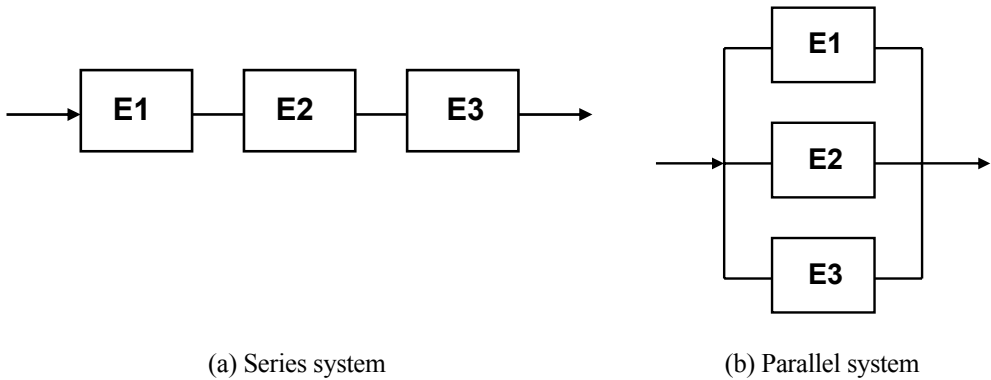 E1 E2 E3
E1
E2
E3
(a) Series system
(b) Parallel system